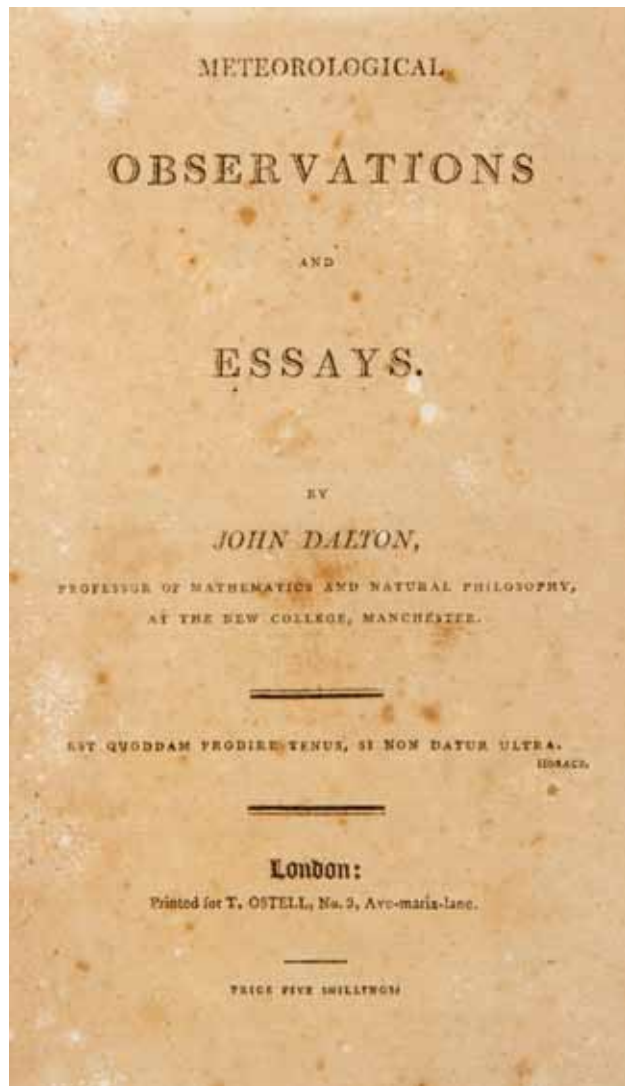 METEOROLOGICAL
OBSERVATIONS
AND
ESSAYS.
BY
JOHN DALTON,
PROFESSOR OF MATHEMATICS AND NATURAL PHILOSOPHY,
AT THE NEW COLLEGE, MANCHESTER.
EST QUODDAM PRODIRE TENUS, SI NON DATUR ULTRA.
HORACE.
London:
Printed for T. OSTELL, No. 3, Ave-maria-lane.
PRICE FIVE SHILLINGS.